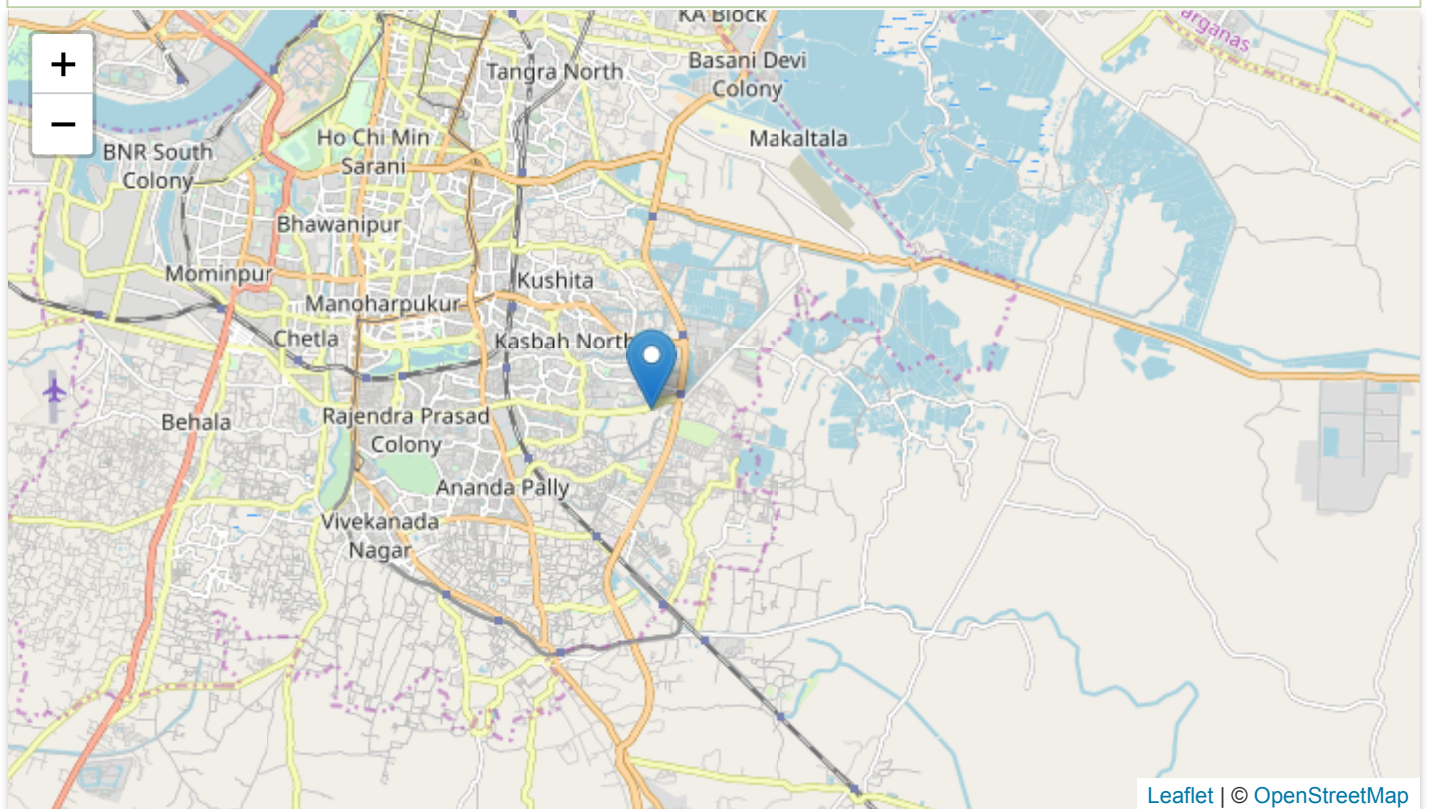 KA Block
arganas
+
−
Tangra North
Basani Devi
Colony
Makaltala
Ho Chi Min
Sarani
BNR South
Colony
Bhawanipur
Mominpur
Kushita
Manoharpukur
Chetla
Kasbah North
Behala
Rajendra Prasad
Colony
Ananda Pally
Vivekanada
Nagar
Leaflet | © OpenStreetMap